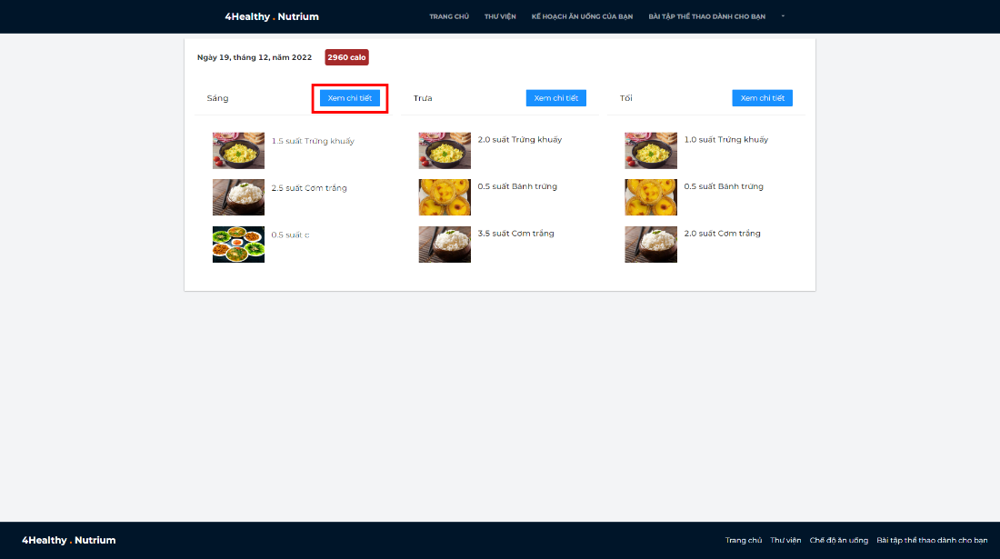 4Healthy . Nutrium
TRANG CHỦ THƯ VIỆN KẾ HOẠCH ĂN UỐNG CỦA BẠN BÀI TẬP THỂ THAO DÀNH CHO BẠN
Ngày 19, tháng 12, năm 2022 2960 calo
Sáng Xem chi tiết
1.5 suất Trứng khuấy
2.5 suất Cơm trắng
0.5 suất c
Trưa Xem chi tiết
2.0 suất Trứng khuấy
0.5 suất Bánh trứng
3.5 suất Cơm trắng
Tối Xem chi tiết
1.0 suất Trứng khuấy
0.5 suất Bánh trứng
2.0 suất Cơm trắng
4Healthy . Nutrium
Trang chủ Thư viện Chế độ ăn uống Bài tập thể thao dành cho bạn